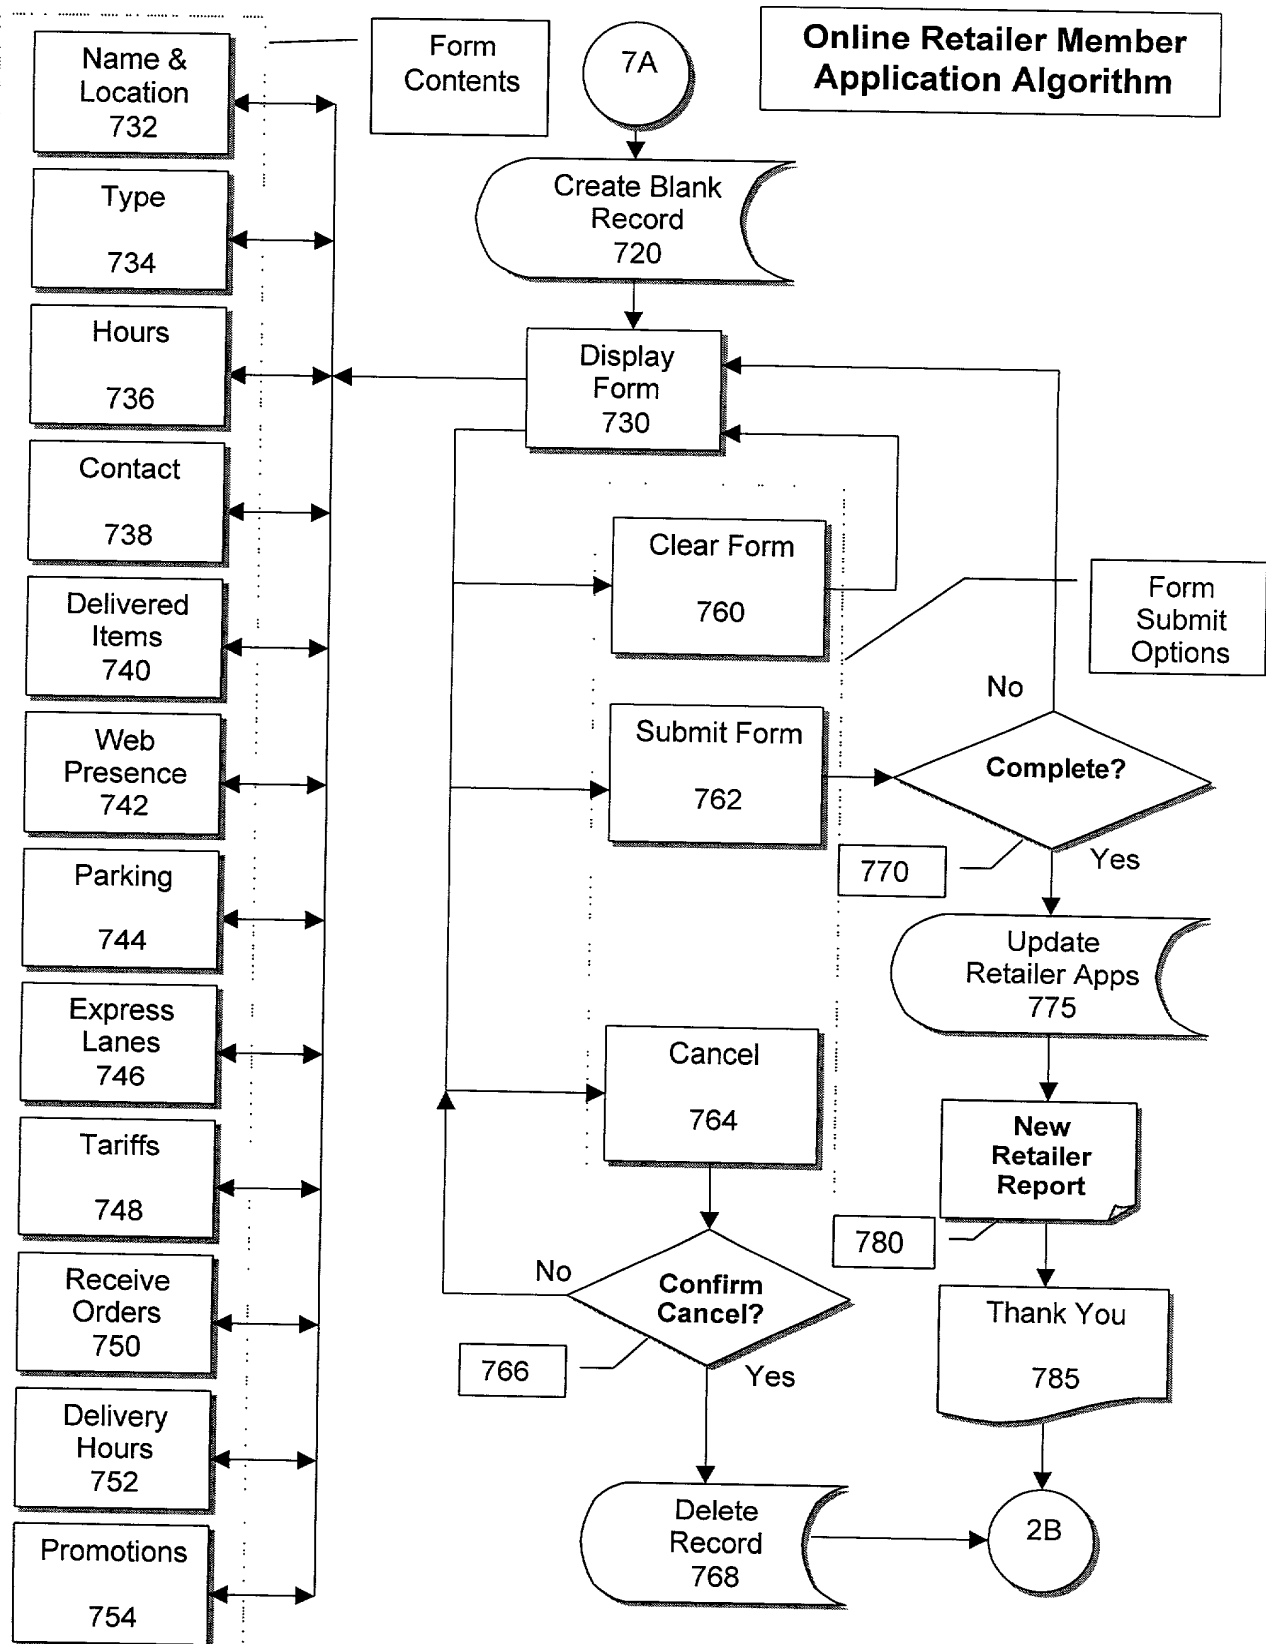 Name &
Location
732
Type
734
Hours
736
Contact
738
Delivered
Items
740
Web
Presence
742
Parking
744
Express
Lanes
746
Tariffs
748
Receive
Orders
750
Delivery
Hours
752
Promotions
754
Form
Contents
7A
Online Retailer Member
Application Algorithm
Create Blank
Record
720
Display
Form
730
Clear Form
760
Submit Form
762
Cancel
764
No
Confirm
Cancel?
766
Yes
Delete
Record
768
Form
Submit
Options
No
Complete?
770
Yes
Update
Retailer Apps
775
New
Retailer
Report
780
Thank You
785
2B